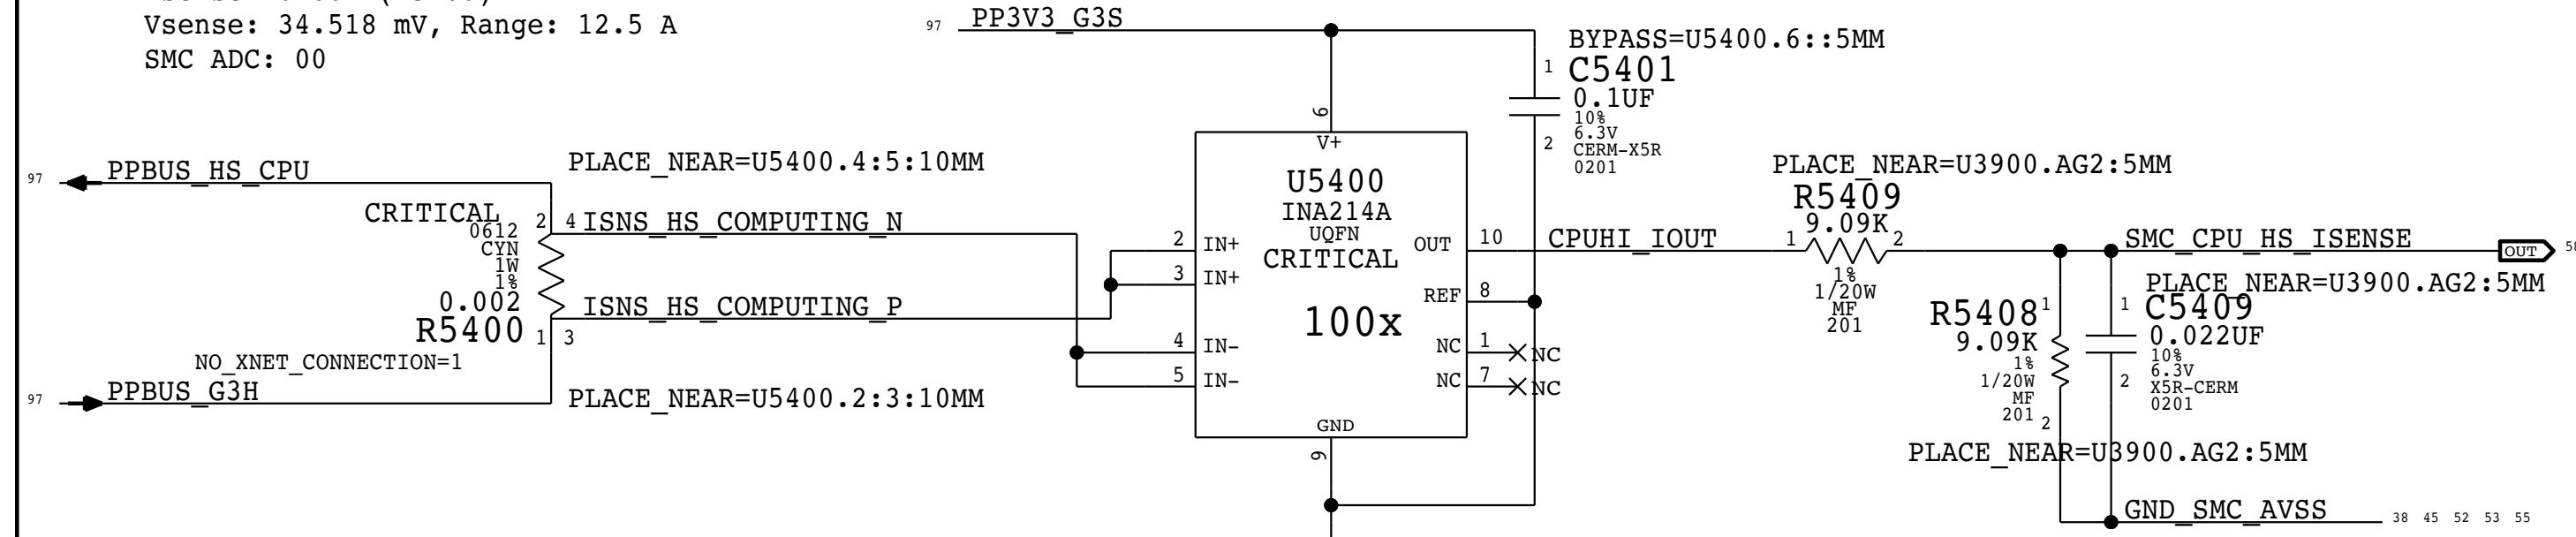 Vsense: 34.518 mV, Range: 12.5 A
SMC ADC: 00
97
PP3V3_G3S
BYPASS=U5400.6::5MM
1
C5401
0.1UF
10%
6.3V
2
CERM-X5R
0201
6
V+
97
PPBUS_HS_CPU
PLACE_NEAR=U5400.4:5:10MM
CRITICAL
0612
CYN
1W
1%
0.002
R5400
2
4
ISNS_HS_COMPUTING_N
ISNS_HS_COMPUTING_P
1
3
NO_XNET_CONNECTION=1
97
PPBUS_G3H
PLACE_NEAR=U5400.2:3:10MM
U5400
INA214A
UQFN
CRITICAL
100x
2
IN+
3
IN+
4
IN-
5
IN-
OUT
10
REF
8
NC
1
NC
NC
7
NC
GND
9
CPUHI_IOUT
PLACE_NEAR=U3900.AG2:5MM
R5409
9.09K
1
2
1%
1/20W
MF
201
SMC_CPU_HS_ISENSE
OUT
PLACE_NEAR=U3900.AG2:5MM
R5408
1
9.09K
1%
1/20W
MF
201
2
1
C5409
0.022UF
10%
6.3V
2
X5R-CERM
0201
PLACE_NEAR=U3900.AG2:5MM
GND_SMC_AVSS
38 45 52 53 55